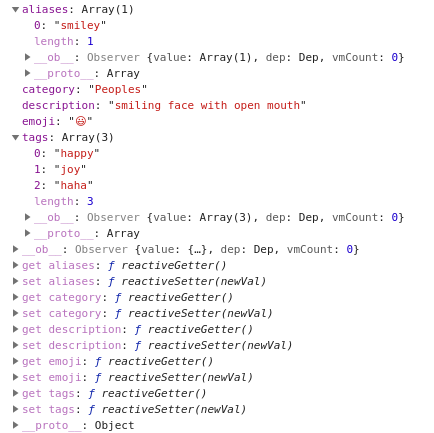 ▼aliases: Array(1)
0: "smiley"
length: 1
▶__ob__: Observer {value: Array(1), dep: Dep, vmCount: 0}
▶__proto__: Array
category: "Peoples"
description: "smiling face with open mouth"
emoji: "😃"
▼tags: Array(3)
0: "happy"
1: "joy"
2: "haha"
length: 3
▶__ob__: Observer {value: Array(3), dep: Dep, vmCount: 0}
▶__proto__: Array
▶__ob__: Observer {value: {…}, dep: Dep, vmCount: 0}
▶get aliases: ƒ reactiveGetter()
▶set aliases: ƒ reactiveSetter(newVal)
▶get category: ƒ reactiveGetter()
▶set category: ƒ reactiveSetter(newVal)
▶get description: ƒ reactiveGetter()
▶set description: ƒ reactiveSetter(newVal)
▶get emoji: ƒ reactiveGetter()
▶set emoji: ƒ reactiveSetter(newVal)
▶get tags: ƒ reactiveGetter()
▶set tags: ƒ reactiveSetter(newVal)
▶__proto__: Object